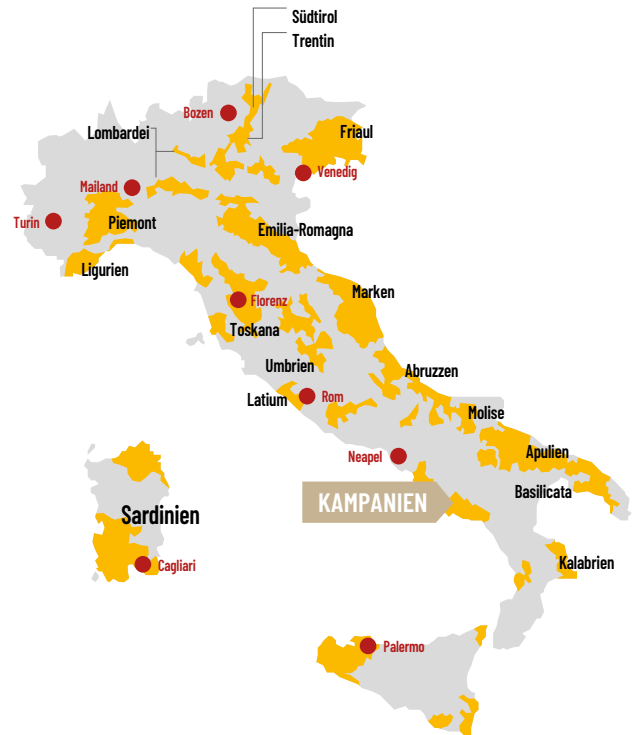 Südtirol
Trentin
Bozen
Lombardei
Friaul
Venedig
Mailand
Turin
Piemont
Emilia-Romagna
Ligurien
Marken
Florenz
Toskana
Umbrien
Abruzzen
Latium
Rom
Molise
Neapel
Apulien
Basilicata
KAMPANIEN
Sardinien
Cagliari
Kalabrien
Palermo